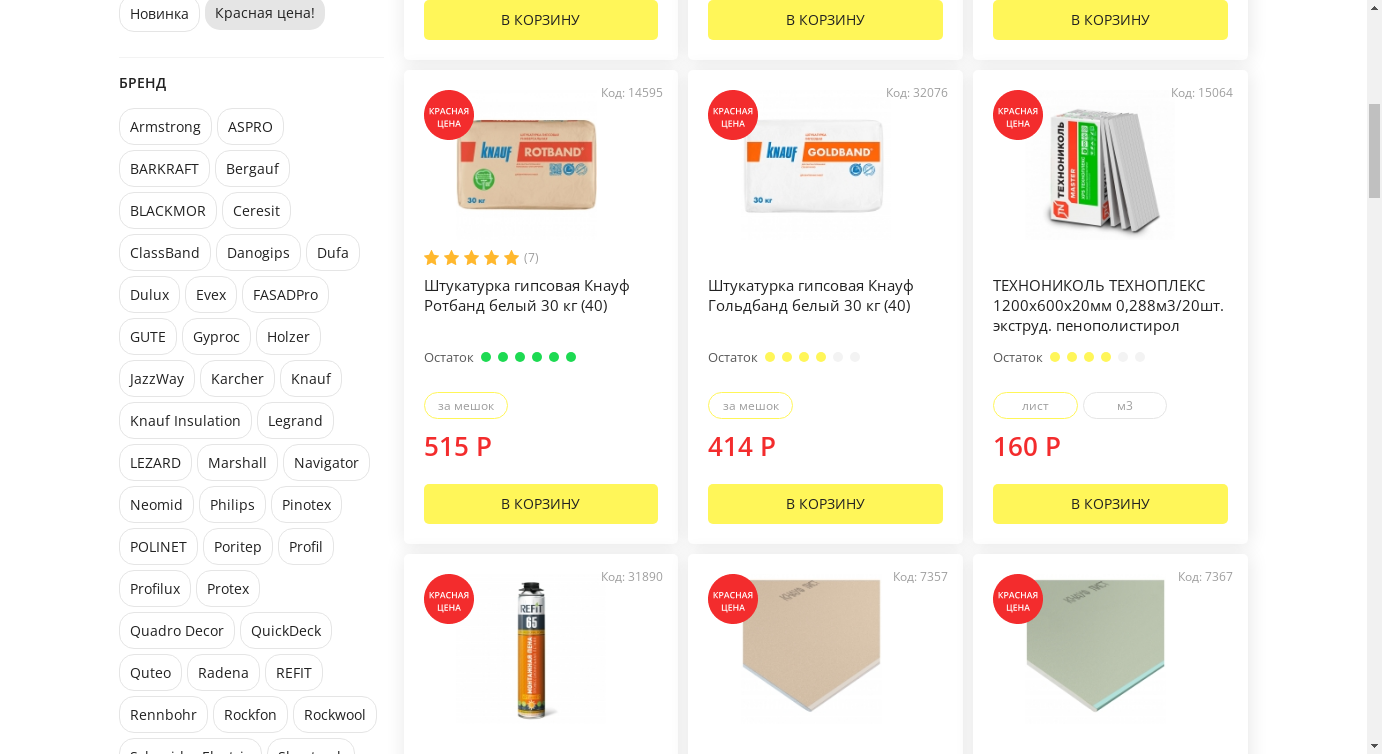 Новинка
Красная цена!
БРЕНД
Armstrong
ASPRO
BARKRAFT
Bergauf
BLACKMOR
Ceresit
ClassBand
Danogips
Dufa
Dulux
Evex
FASADPro
GUTE
Gyproc
Holzer
JazzWay
Karcher
Knauf
Knauf Insulation
Legrand
LEZARD
Marshall
Navigator
Neomid
Philips
Pinotex
POLINET
Poritep
Profil
Profilux
Protex
Quadro Decor
QuickDeck
Quteo
Radena
REFIT
Rennbohr
Rockfon
Rockwool
В КОРЗИНУ
В КОРЗИНУ
В КОРЗИНУ
КРАСНАЯ
ЦЕНА
Код: 14595
KNAUF
ROTBAND
30 кг
(7)
Штукатурка гипсовая Кнауф
Ротбанд белый 30 кг (40)
Остаток
за мешок
515 Р
В КОРЗИНУ
КРАСНАЯ
ЦЕНА
Код: 32076
KNAUF
GOLDBAND
30 кг
Штукатурка гипсовая Кнауф
Гольдбанд белый 30 кг (40)
Остаток
за мешок
414 Р
В КОРЗИНУ
КРАСНАЯ
ЦЕНА
Код: 15064
ТЕХНОНИКОЛЬ
MASTER
ТЕХНОНИКОЛЬ ТЕХНОПЛЕКС
1200х600х20мм 0,288м3/20шт.
экструд. пенополистирол
Остаток
лист
м3
160 Р
В КОРЗИНУ
КРАСНАЯ
ЦЕНА
Код: 31890
REFIT
65
МОНТАЖНАЯ ПЕНА
КРАСНАЯ
ЦЕНА
Код: 7357
КРАСНАЯ
ЦЕНА
Код: 7367